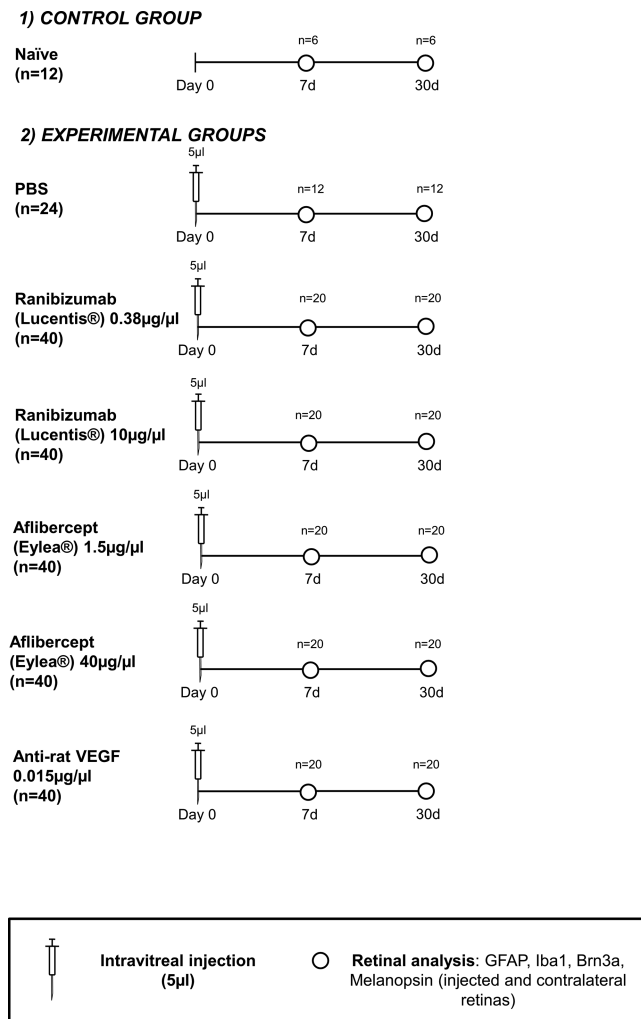 1) CONTROL GROUP
n=6 n=6
Naïve
(n=12)
Day 0 7d 30d
2) EXPERIMENTAL GROUPS
5µl
PBS
(n=24)
n=12 n=12
Day 0 7d 30d
5µl
Ranibizumab
(Lucentis®) 0.38µg/µl
(n=40)
n=20 n=20
Day 0 7d 30d
5µl
Ranibizumab
(Lucentis®) 10µg/µl
(n=40)
n=20 n=20
Day 0 7d 30d
5µl
Aflibercept
(Eylea®) 1.5µg/µl
(n=40)
n=20 n=20
Day 0 7d 30d
5µl
Aflibercept
(Eylea®) 40µg/µl
(n=40)
n=20 n=20
Day 0 7d 30d
5µl
Anti-rat VEGF
0.015µg/µl
(n=40)
n=20 n=20
Day 0 7d 30d
Intravitreal injection
(5µl)
Retinal analysis: GFAP, Iba1, Brn3a,
Melanopsin (injected and contralateral
retinas)